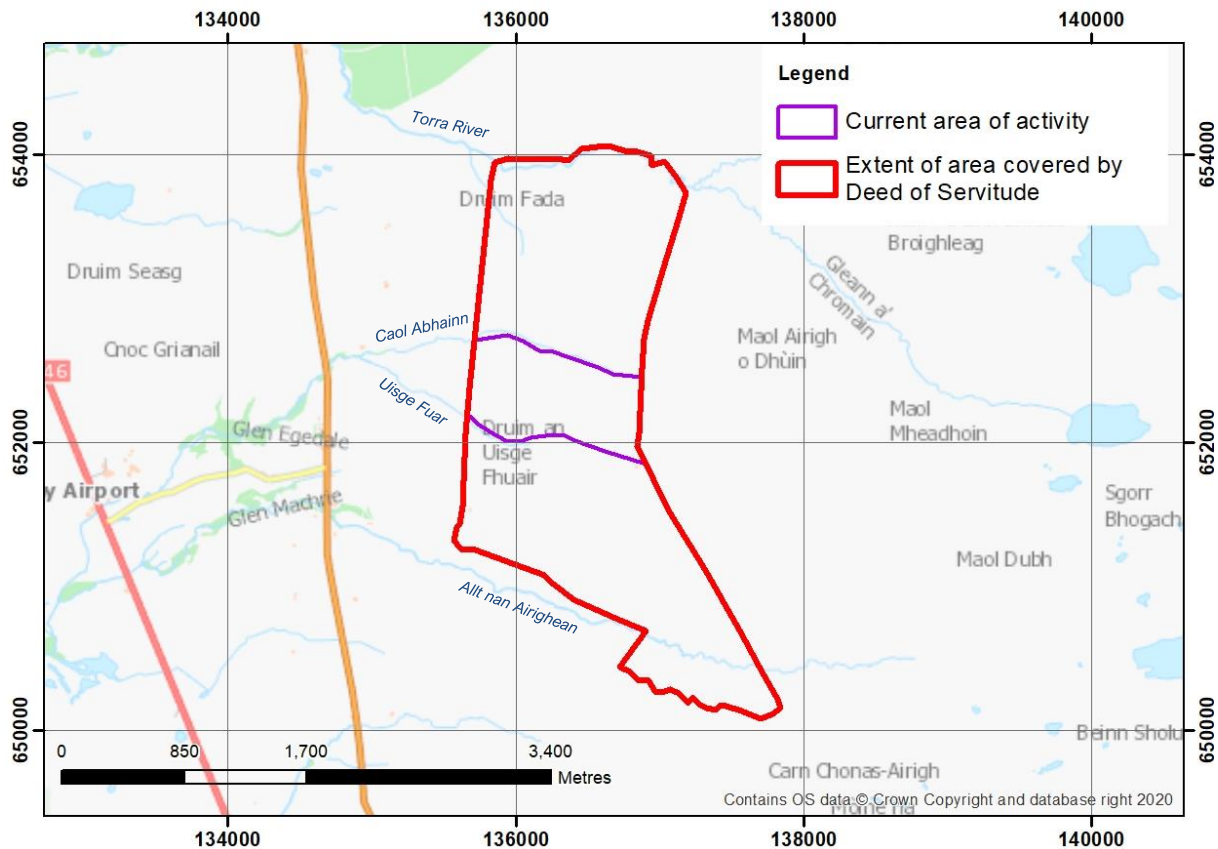 134000
136000
138000
140000
Legend
Current area of activity
Extent of area covered by
Deed of Servitude
654000
654000
Torra River
Druim Fada
Broighleag
Druim Seasg
Gleann a'
Chromain
Caol Abhainn
Maol Airigh
o Dhùin
Cnoc Grianail
46
Uisge Fuar
Maol
Mheadhoin
652000
652000
Glen Egedale
Druim an
Uisge
Fhuair
y Airport
Glen Machrie
Sgorr
Bhogach
Maol Dubh
Allt nan Airighean
650000
650000
Beinn Sholu
0
850
1,700
3,400
Metres
Carn Chonas-Airigh
Contains OS data © Crown Copyright and database right 2020
134000
136000
138000
140000